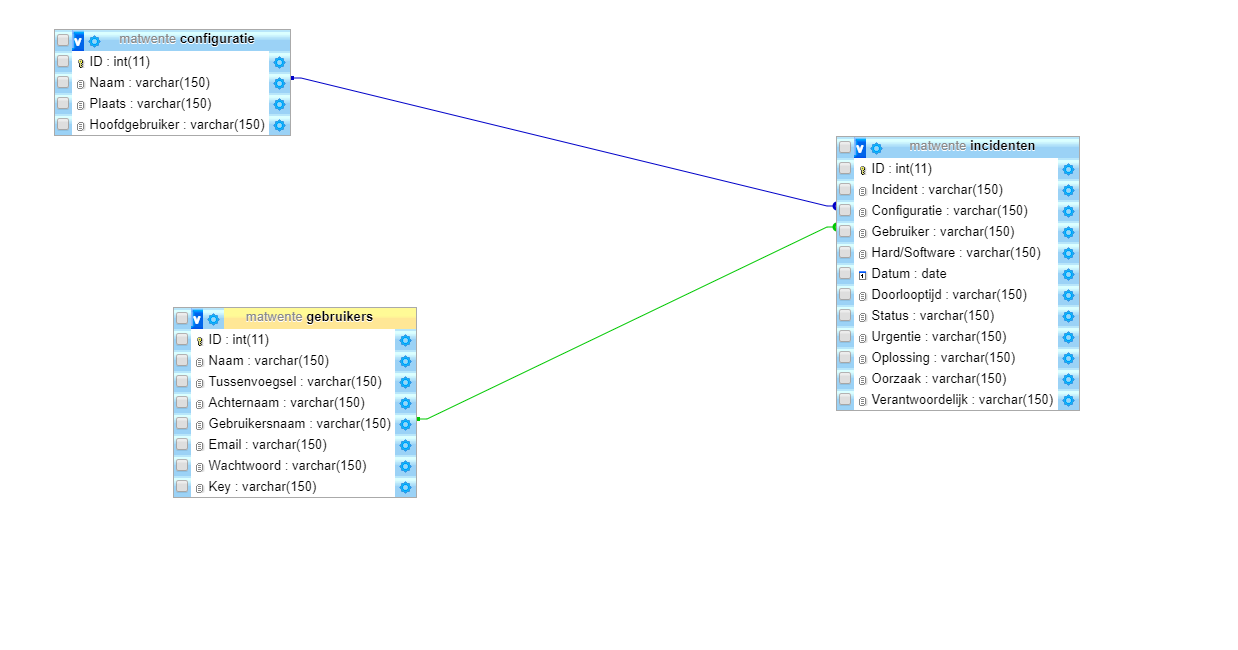 v matwente configuratie
ID : int(11)
Naam : varchar(150)
Plaats : varchar(150)
Hoofdgebruiker : varchar(150)
v matwente incidenten
ID : int(11)
Incident : varchar(150)
Configuratie : varchar(150)
Gebruiker : varchar(150)
Hard/Software : varchar(150)
Datum : date
Doorlooptijd : varchar(150)
Status : varchar(150)
Urgentie : varchar(150)
Oplossing : varchar(150)
Oorzaak : varchar(150)
Verantwoordelijk : varchar(150)
v matwente gebruikers
ID : int(11)
Naam : varchar(150)
Tussenvoegsel : varchar(150)
Achternaam : varchar(150)
Gebruikersnaam : varchar(150)
Email : varchar(150)
Wachtwoord : varchar(150)
Key : varchar(150)